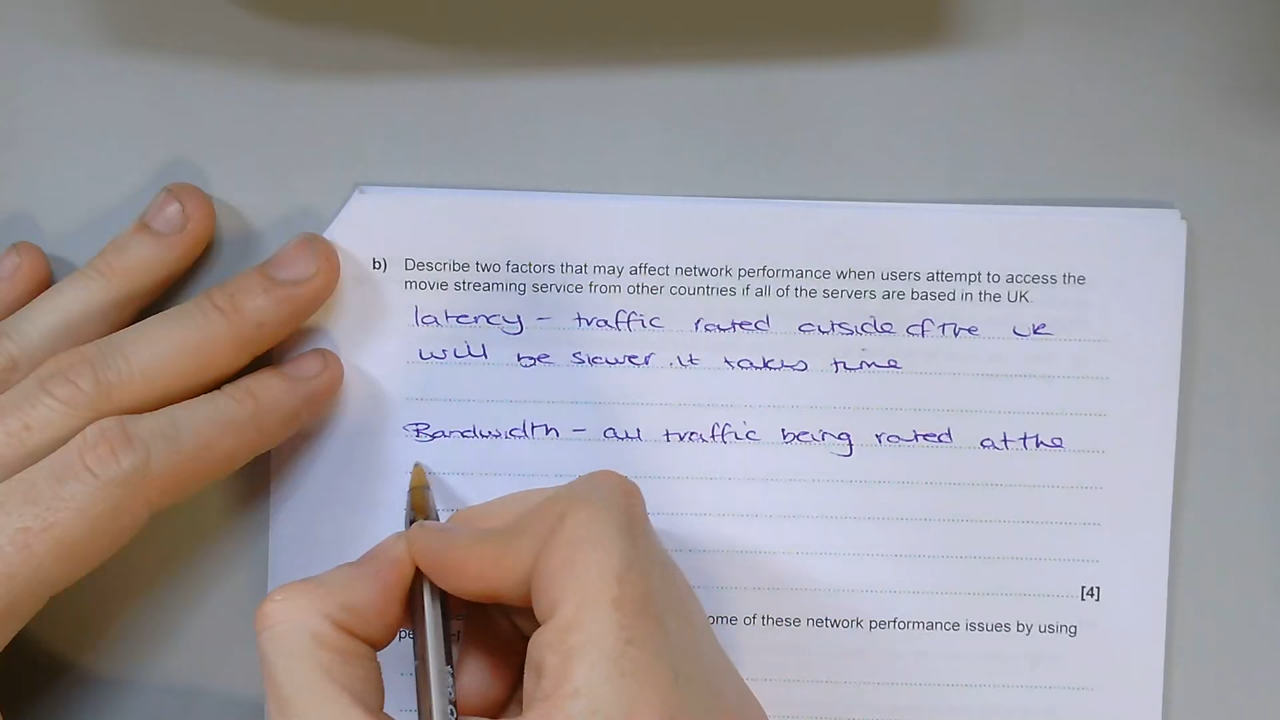 b) Describe two factors that may affect network performance when users attempt to access the
movie streaming service from other countries if all of the servers are based in the UK.
latency - traffic routed outside of the UK
will be slower. it takes time
Bandwidth - all traffic being routed at the
[4]
ome of these network performance issues by using